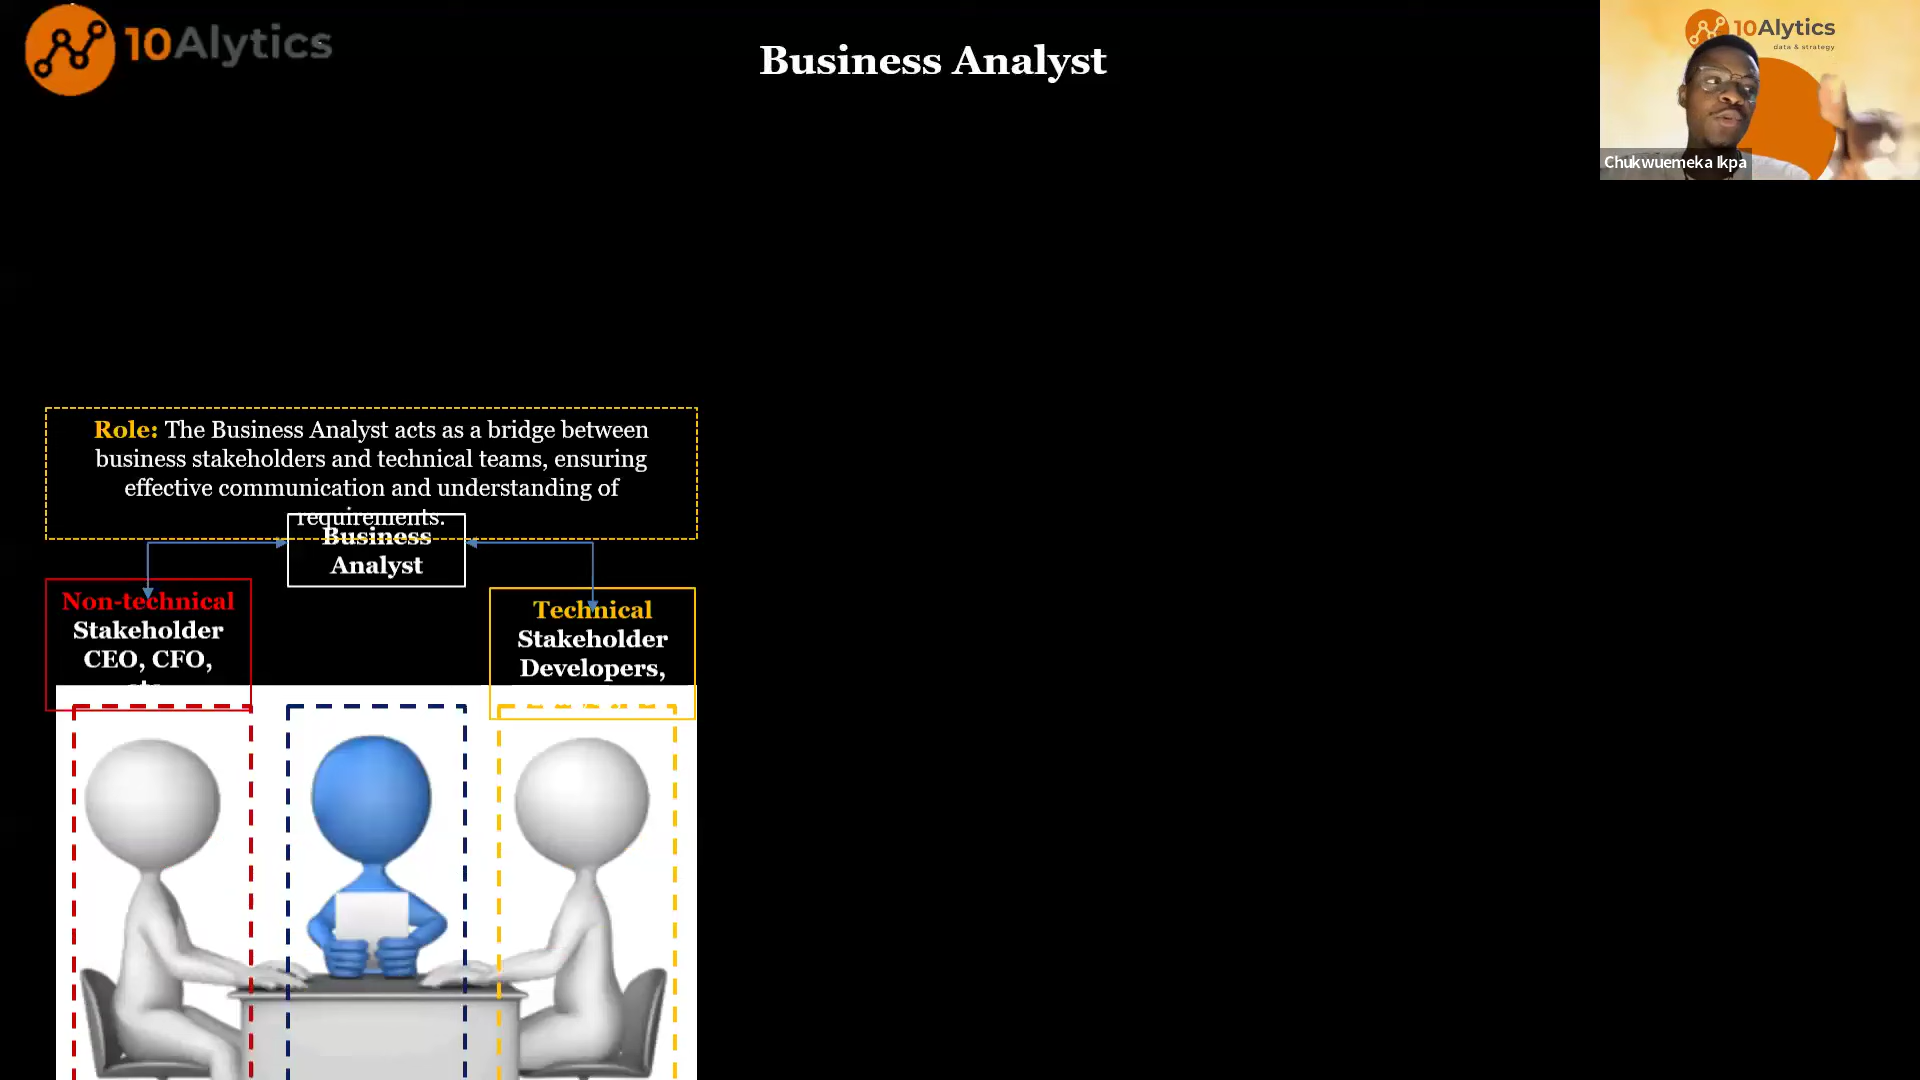 10Alytics
Business Analyst
10Alytics
data & strategy
Chukwuemeka Ikpa
Role: The Business Analyst acts as a bridge between
business stakeholders and technical teams, ensuring
effective communication and understanding of
requirements.
Business
Analyst
Non-technical
Stakeholder
CEO, CFO,
Technical
Stakeholder
Developers,